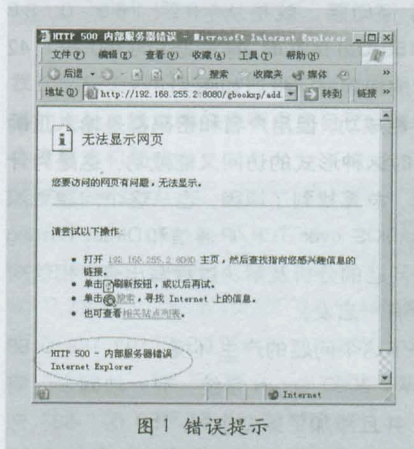 HTTP 500 内部服务器错误 - Microsoft Internet Explorer
文件(F) 编辑(E) 查看(V) 收藏(A) 工具(T) 帮助(H)
后退 搜索 收藏夹 媒体
地址(D) http://192.168.255.2:8080/gbookxp/add 转到 链接 »
无法显示网页
您要访问的网页有问题，无法显示。
请尝试以下操作
• 打开 192.168.255.2:8080 主页，然后查找指向您感兴趣信息的
链接。
• 单击 刷新按钮，或以后再试。
• 单击 搜索，寻找 Internet 上的信息。
• 也可查看相关站点列表。
HTTP 500 - 内部服务器错误
Internet Explorer
Internet
图1 错误提示